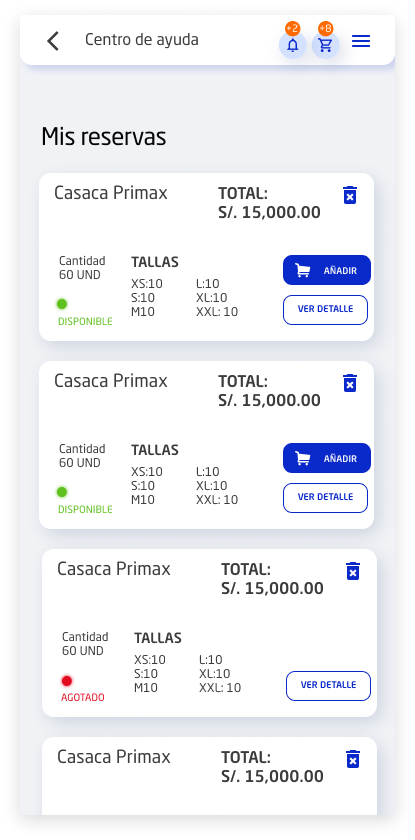 Centro de ayuda
+2
+8
Mis reservas
Casaca Primax
TOTAL:
S/. 15,000.00
Cantidad
60 UND
DISPONIBLE
TALLAS
XS:10 L:10
S:10 XL:10
M10 XXL: 10
AÑADIR
VER DETALLE
Casaca Primax
TOTAL:
S/. 15,000.00
Cantidad
60 UND
DISPONIBLE
TALLAS
XS:10 L:10
S:10 XL:10
M10 XXL: 10
AÑADIR
VER DETALLE
Casaca Primax
TOTAL:
S/. 15,000.00
Cantidad
60 UND
AGOTADO
TALLAS
XS:10 L:10
S:10 XL:10
M10 XXL: 10
VER DETALLE
Casaca Primax
TOTAL:
S/. 15,000.00